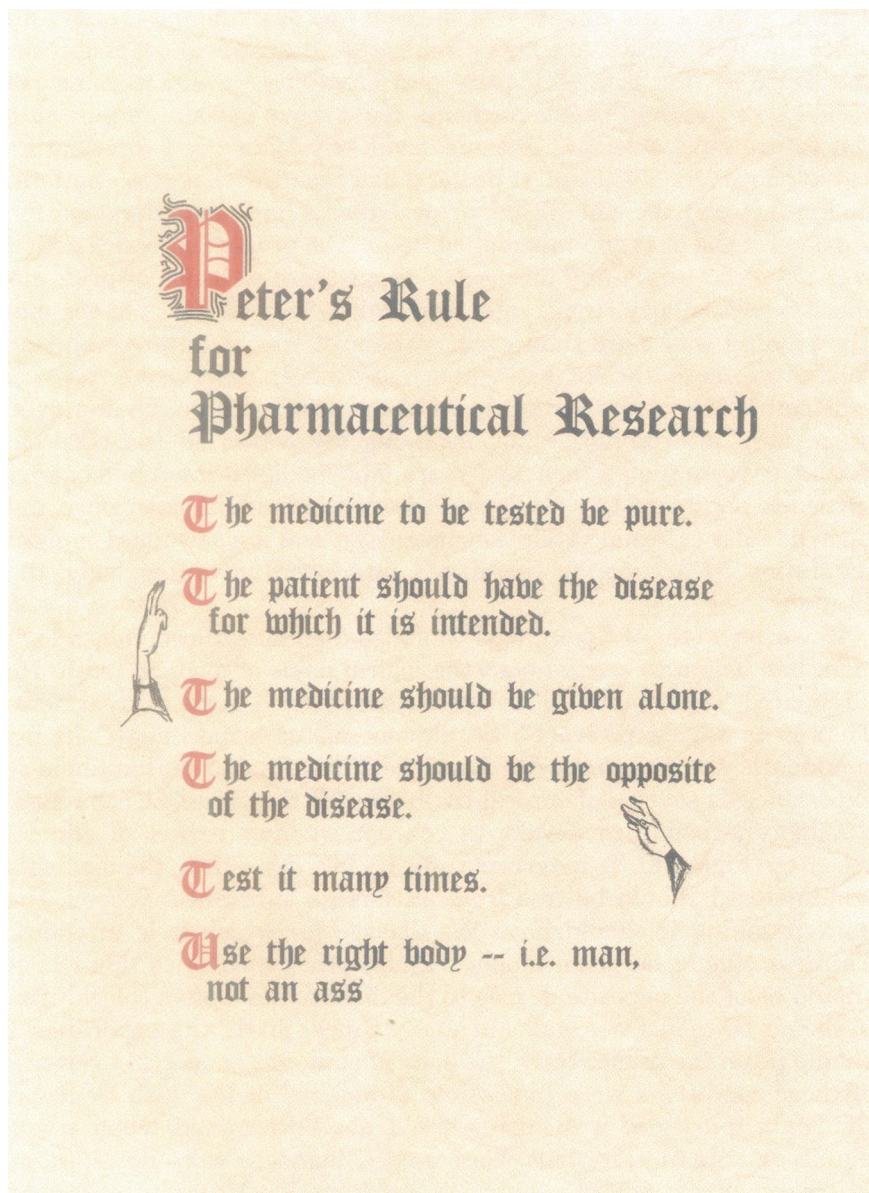 Peter's Rule
for
Pharmaceutical Research
The medicine to be tested be pure.
The patient should have the disease
for which it is intended.
The medicine should be given alone.
The medicine should be the opposite
of the disease.
Test it many times.
Use the right body -- i.e. man,
not an ass